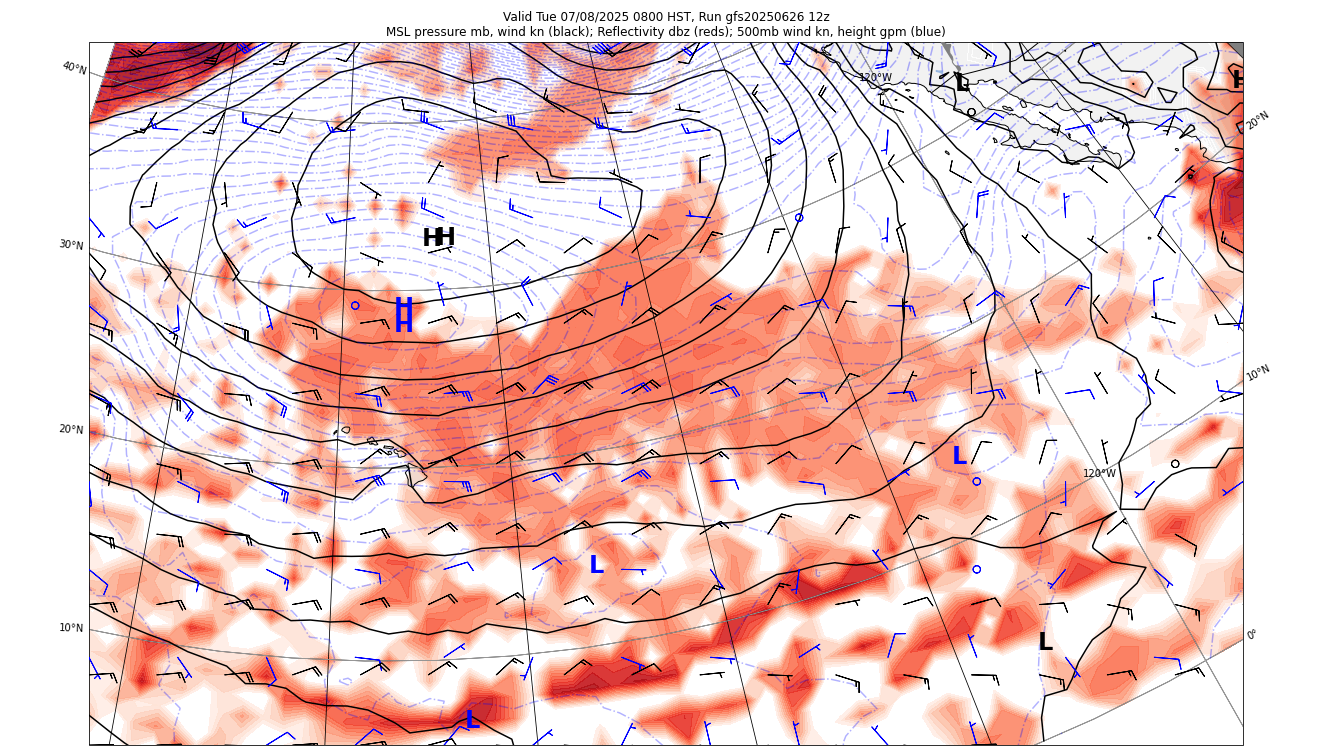 Valid Tue 07/08/2025 0800 HST, Run gfs20250626 12z
MSL pressure mb, wind kn (black); Reflectivity dbz (reds); 500mb wind kn, height gpm (blue)
40°N
120°W
L
H
20°N
30°N
H
H
H
H
10°N
20°N
L
120°W
L
10°N
L
0°
L